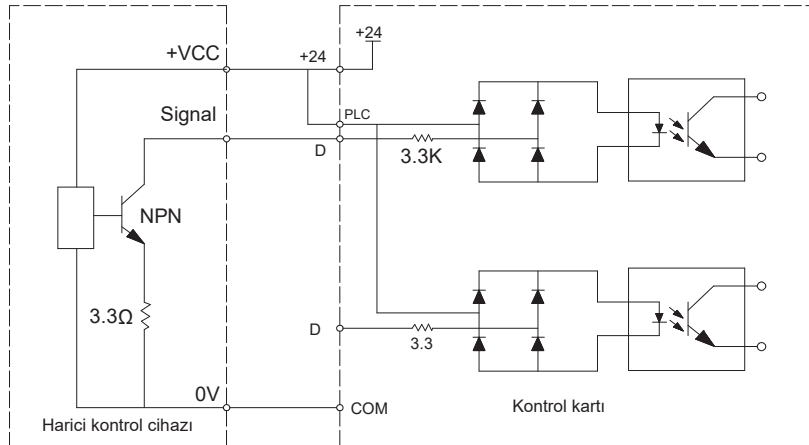 +VCC
+24
+24
Signal
PLC
D
3.3K
NPN
3.3Ω
D
3.3
0V
COM
Harici kontrol cihazı
Kontrol kartı